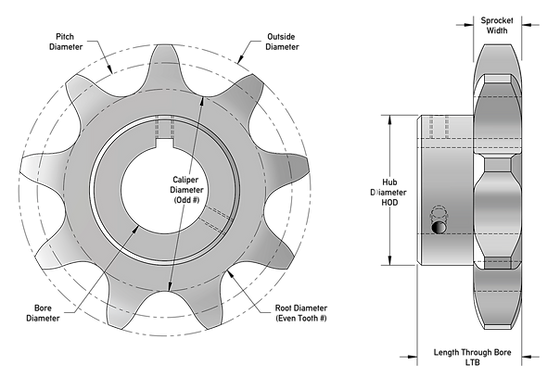 Pitch
Diameter
Outside
Diameter
Caliper
Diameter
(Odd #)
Bore
Diameter
Root Diameter
(Even Tooth #)
Sprocket
Width
Hub
Diameter
HOD
Length Through Bore
LTB